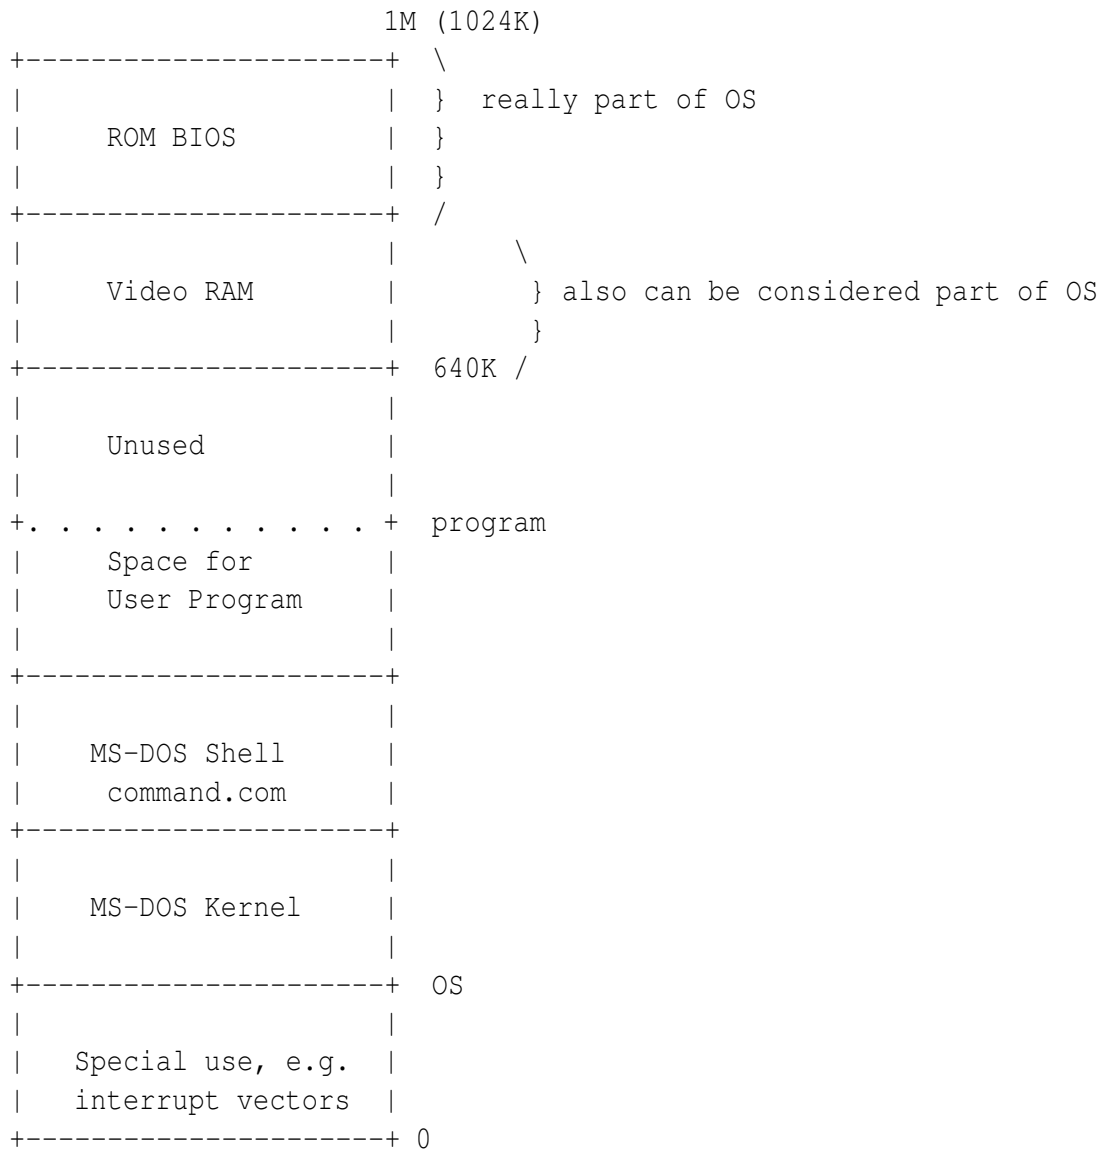 1M (1024K)
+----------------------+  \
|                      |  }  really part of OS
|     ROM BIOS         |  }
|                      |  }
+----------------------+  /
|                      |       \
|     Video RAM        |        } also can be considered part of OS
|                      |        }
+----------------------+  640K /
|                      |
|     Unused           |
|                      |
+. . . . . . . . . . . +  program
|     Space for        |
|     User Program     |
|                      |
+----------------------+
|                      |
|    MS-DOS Shell      |
|     command.com      |
+----------------------+
|                      |
|    MS-DOS Kernel     |
|                      |
+----------------------+  OS
|                      |
|   Special use, e.g.  |
|   interrupt vectors  |
+----------------------+ 0